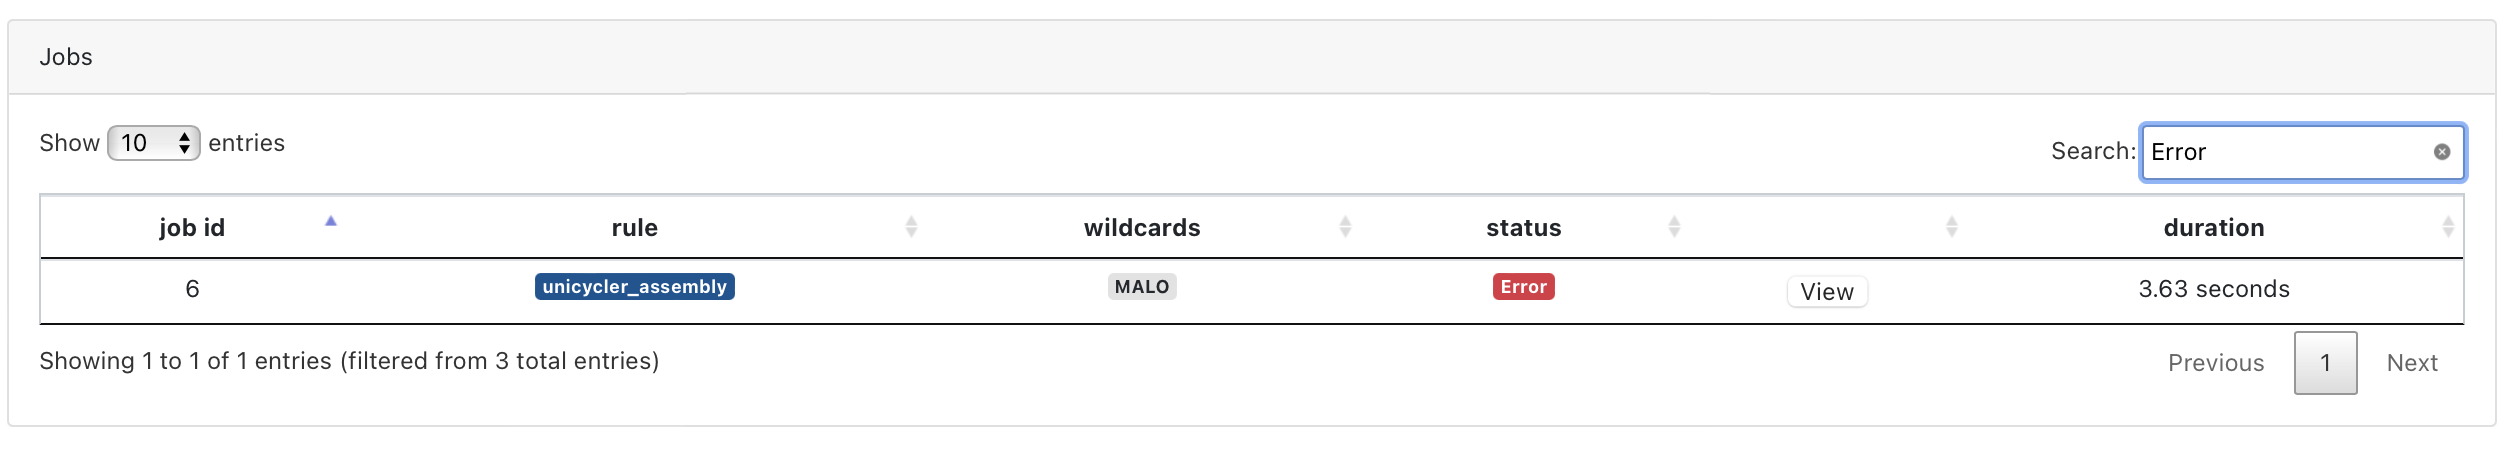 Jobs
Show 10 entries
Search: Error
job id rule wildcards status duration
6 unicycler_assembly MALO Error View 3.63 seconds
Showing 1 to 1 of 1 entries (filtered from 3 total entries)
Previous 1 Next